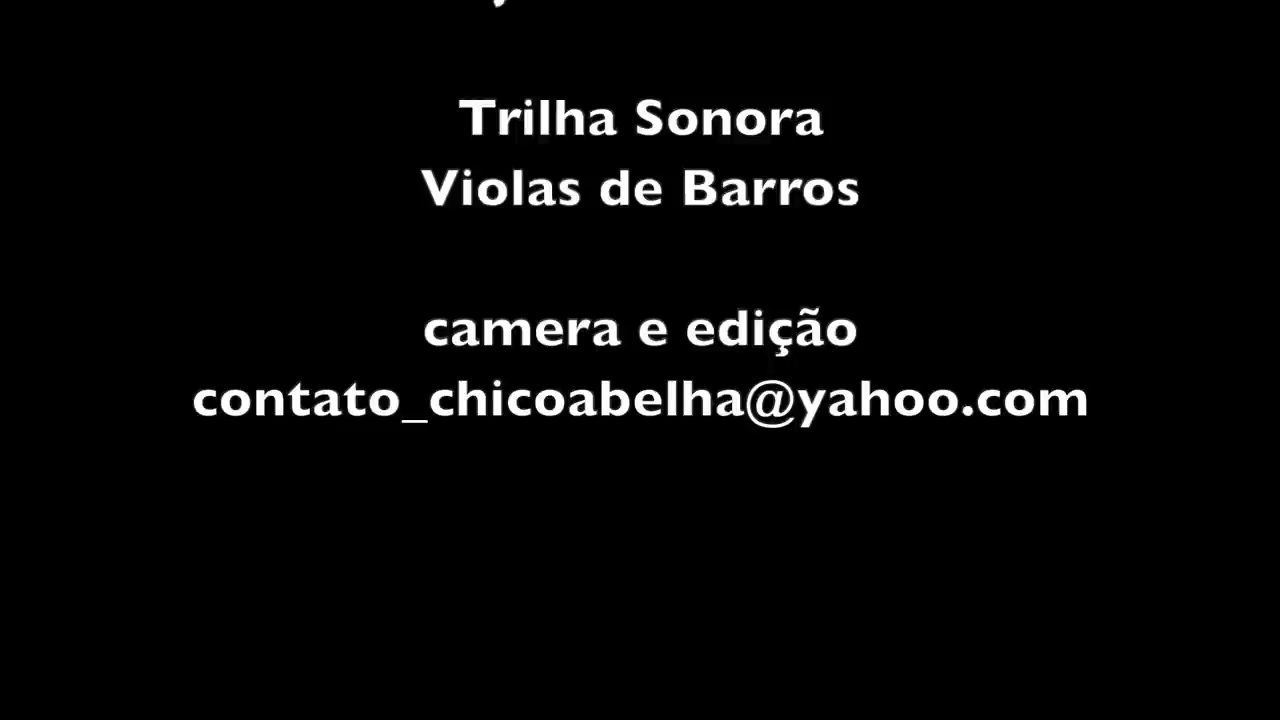 Trilha Sonora
Violas de Barros
camera e edição
contato_chicoabelha@yahoo.com